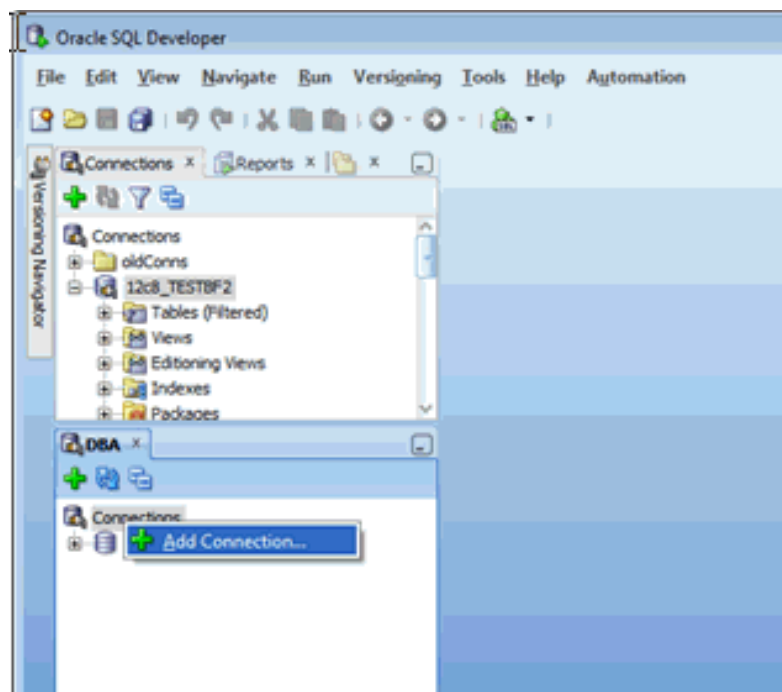 Oracle SQL Developer
File Edit View Navigate Run Versioning Tools Help Automation
Connections Reports
Versioning Navigator
Connections
oldConns
12c8_TESTBF2
Tables (Filtered)
Views
Editioning Views
Indexes
Packages
DBA
Connections
Add Connection...